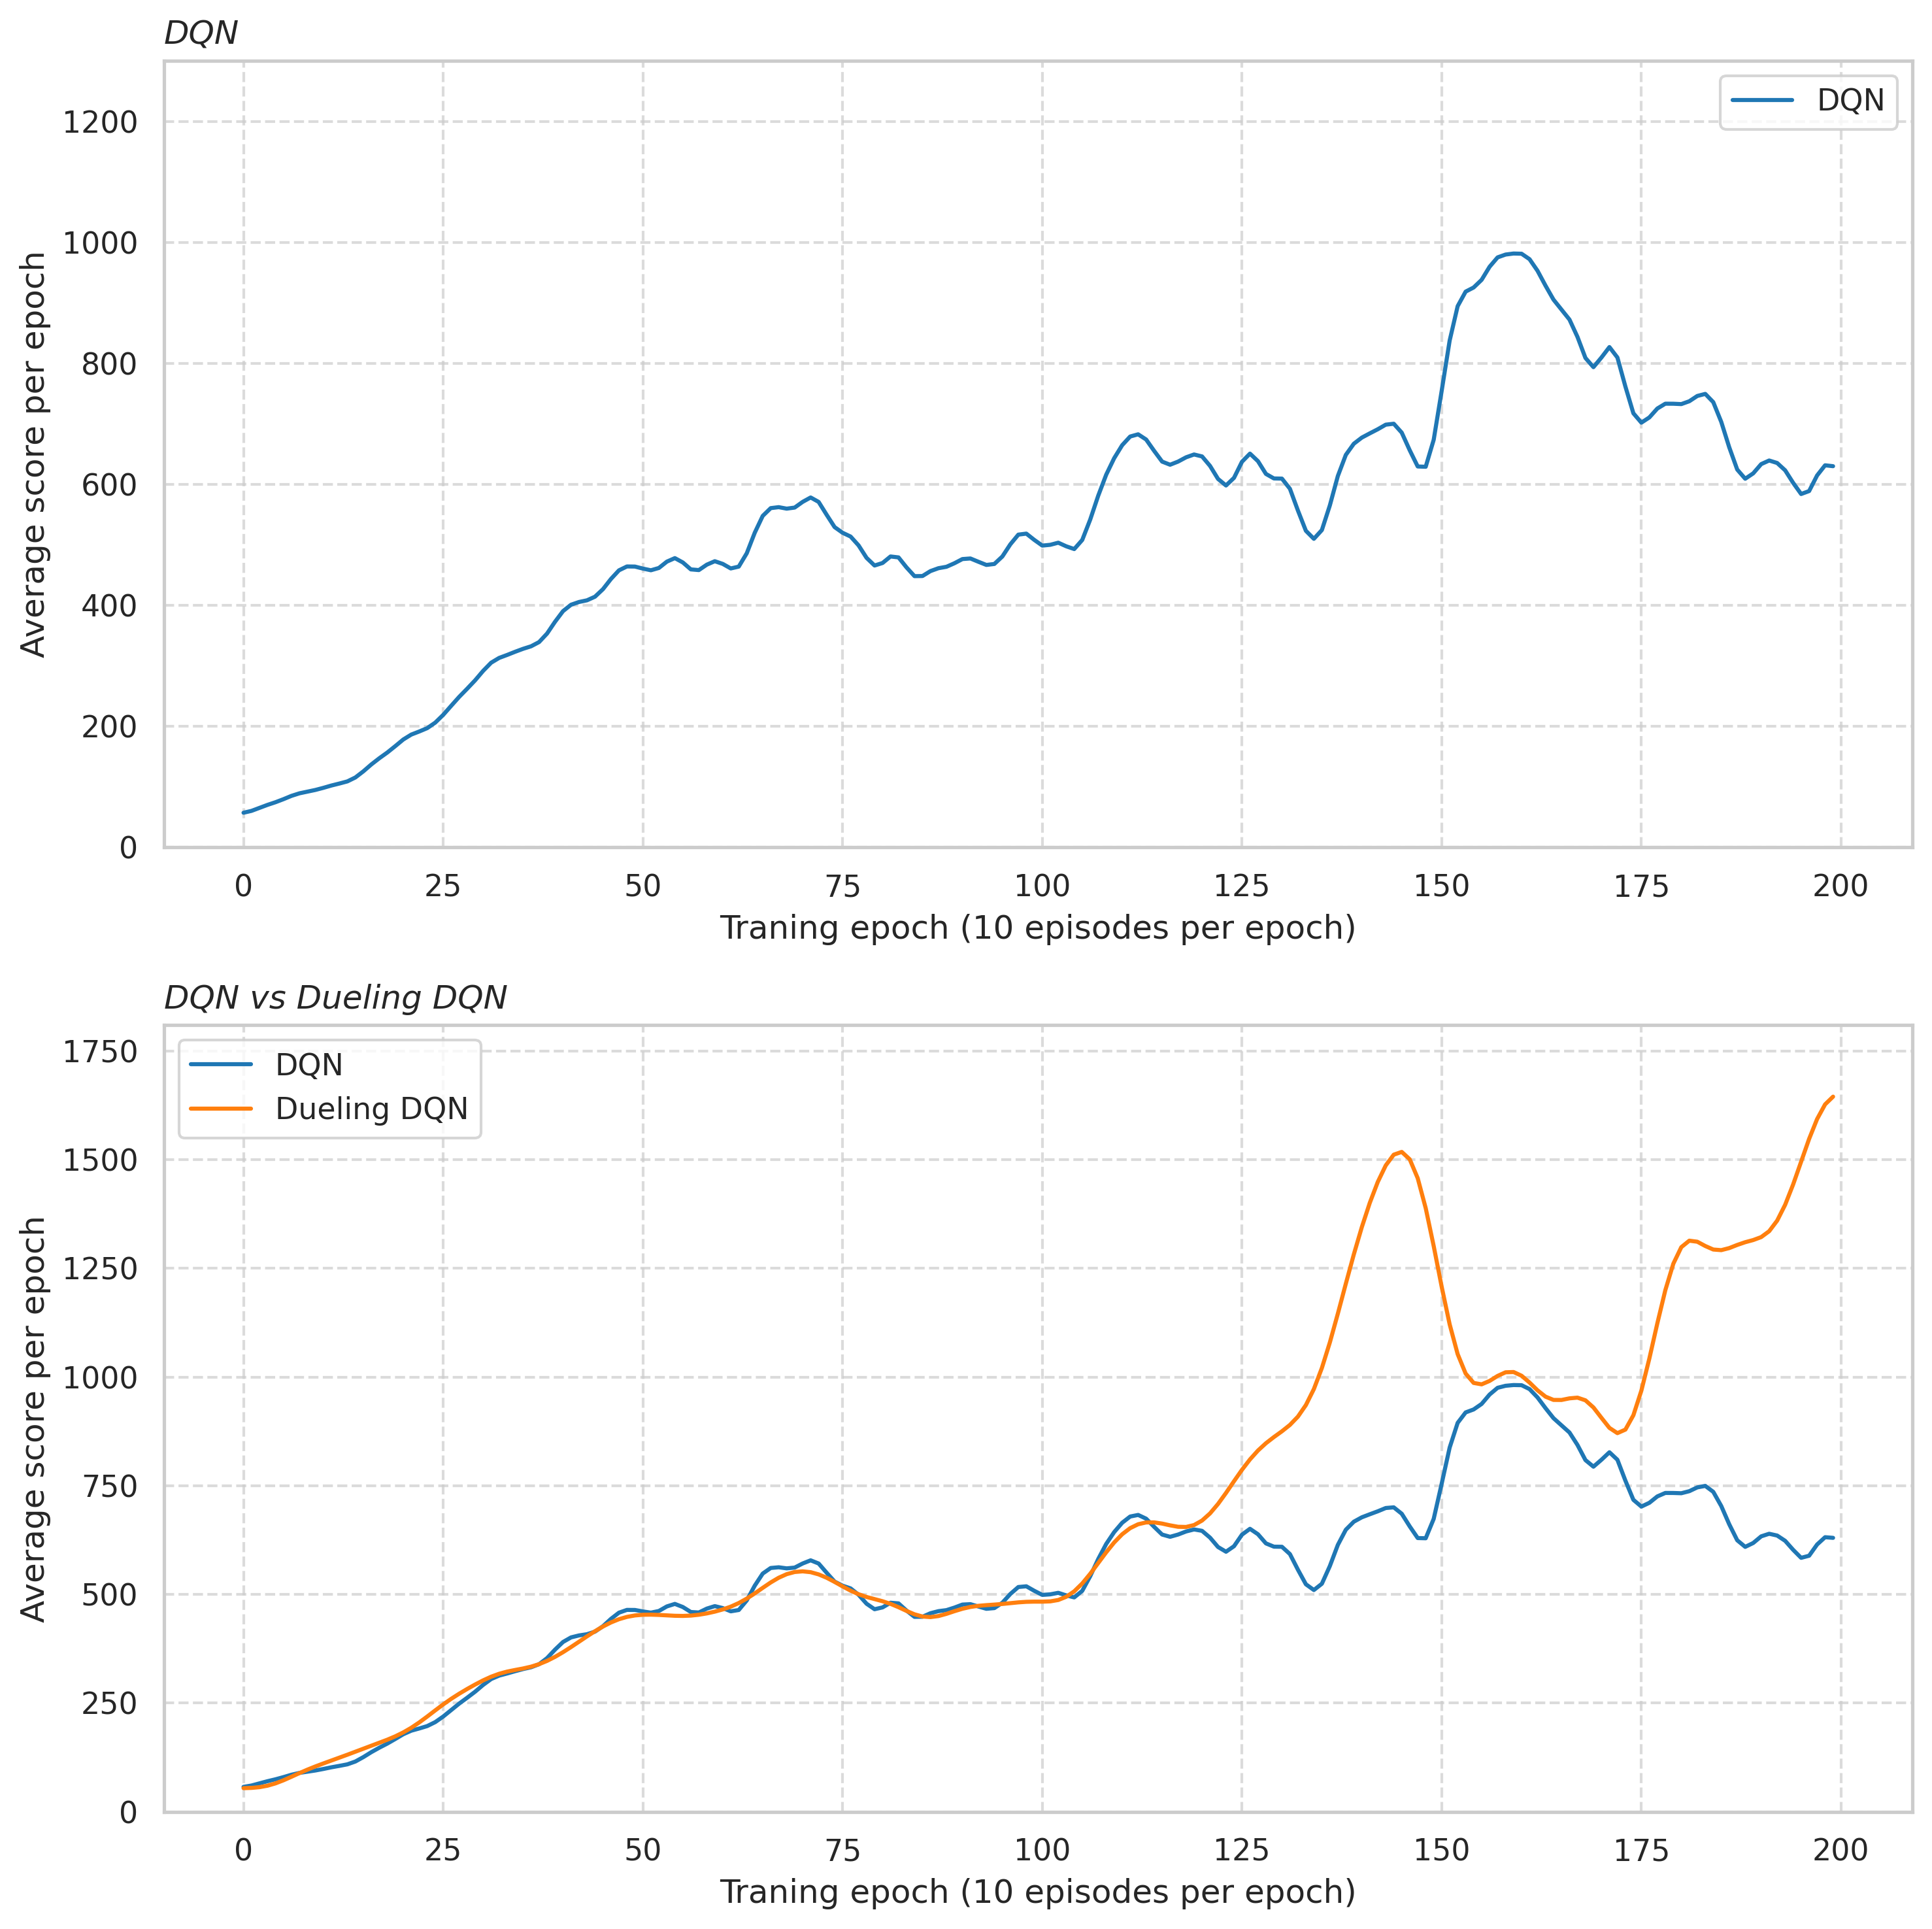 DQN
DQN
1200
1000
800
600
400
200
0
Average score per epoch
0 25 50 75 100 125 150 175 200
Traning epoch (10 episodes per epoch)
DQN vs Dueling DQN
DQN
Dueling DQN
1750
1500
1250
1000
750
500
250
0
Average score per epoch
0 25 50 75 100 125 150 175 200
Traning epoch (10 episodes per epoch)